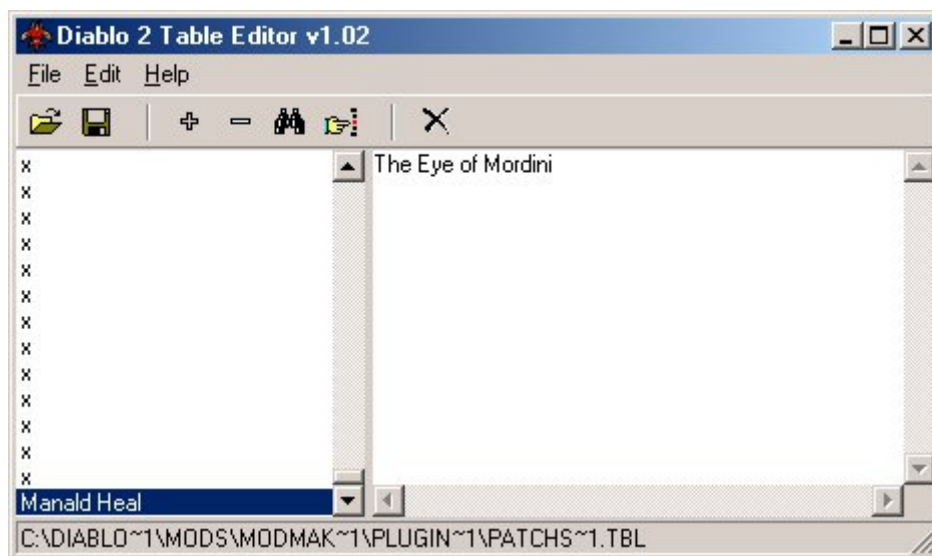 Diablo 2 Table Editor v1.02
File Edit Help
x
x
x
x
x
x
x
x
x
x
x
x
x
Manald Heal
The Eye of Mordini
C:\DIABLO~1\MODS\MODMAK~1\PLUGIN~1\PATCHS~1.TBL